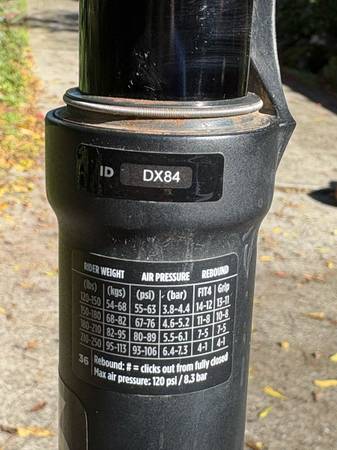 ID DX84
RIDER WEIGHT AIR PRESSURE REBOUND
(lbs) (kgs) (psi) (bar) FIT4 Grip
120-150 54-68 55-63 3.8-4.4 14-12 13-11
150-180 68-82 67-76 4.6-5.2 11-8 10-8
180-210 82-95 80-89 5.5-6.1 7-5 7-5
210-250 95-113 93-106 6.4-7.3 4-1 4-1
36 Rebound: # = clicks out from fully closed
Max air pressure: 120 psi / 8.3 bar